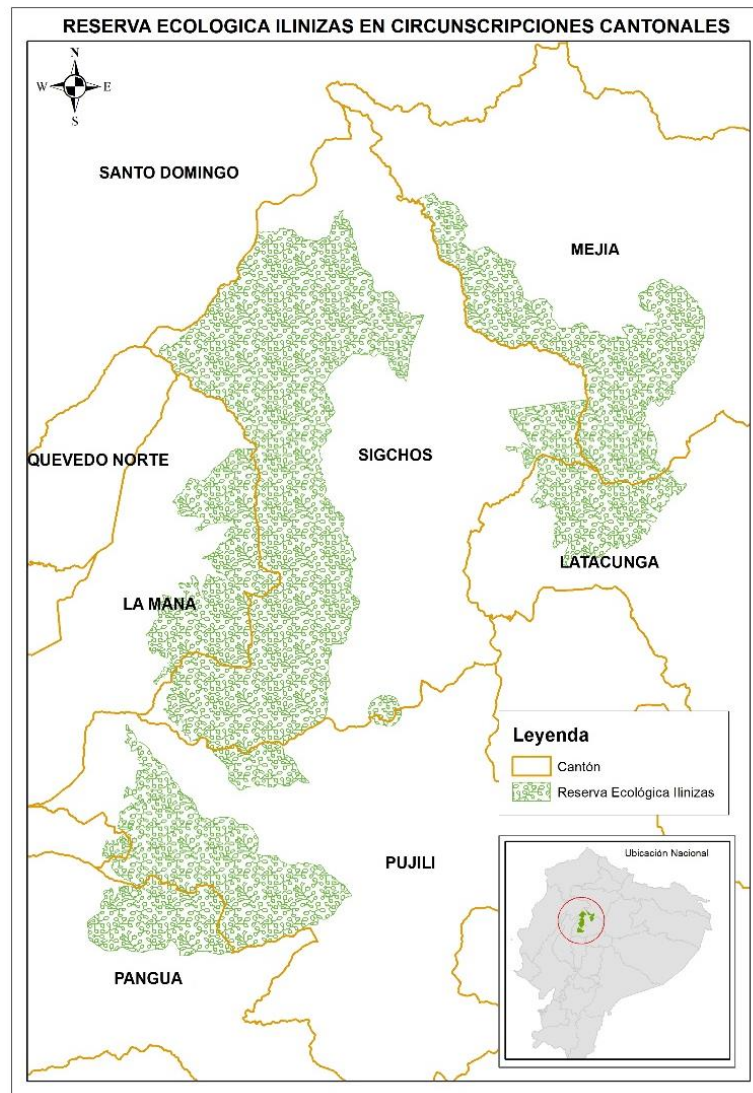 RESERVA ECOLOGICA ILINIZAS EN CIRCUNSCRIPCIONES CANTONALES
N
W
E
S
SANTO DOMINGO
MEJIA
QUEVEDO NORTE
SIGCHOS
LATACUNGA
LA MANA
Leyenda
Cantón
Reserva Ecológica Ilinizas
PUJILI
Ubicación Nacional
PANGUA